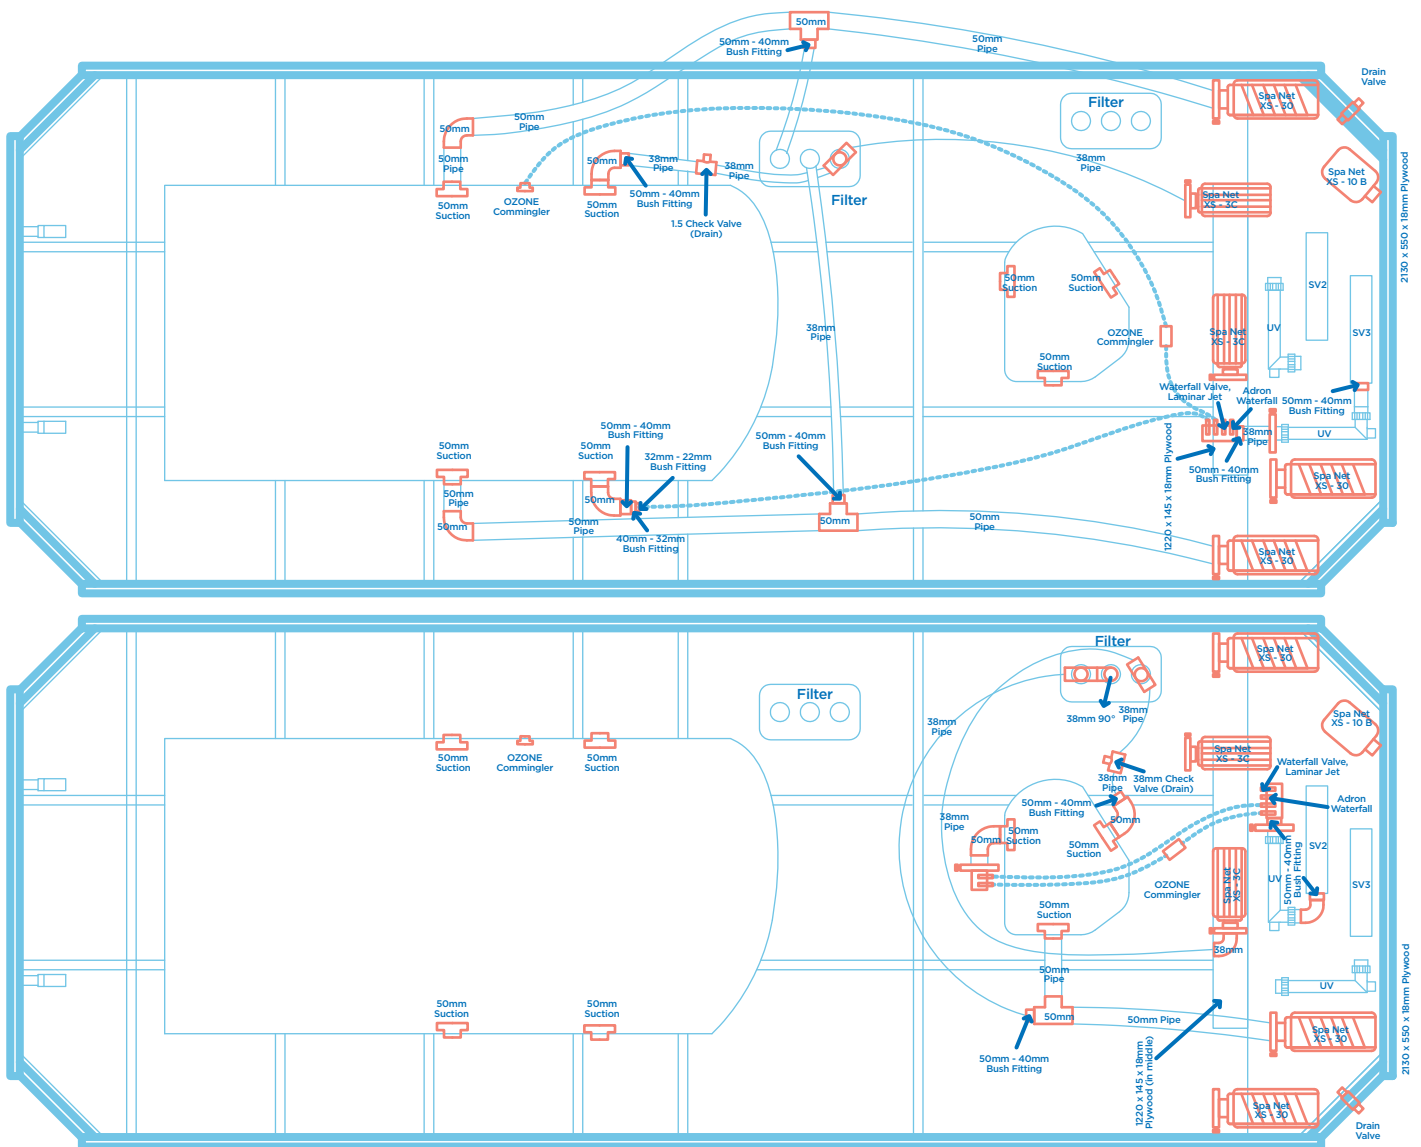 50mm
50mm - 40mm
Bush Fitting
50mm
Pipe
Drain
Valve
Spa Net
XS - 30
Filter
50mm
Pipe
50mm
50mm
Pipe
50mm
38mm
Pipe
38mm
Pipe
38mm
Pipe
Spa Net
XS - 10 B
50mm
Suction
OZONE
Commingler
50mm
Suction
50mm - 40mm
Bush Fitting
1.5 Check Valve
(Drain)
Filter
Spa Net
XS - 3C
2130 x 550 x 18mm Plywood
50mm
Suction
50mm
Suction
SV2
38mm
Pipe
OZONE
Commingler
Spa Net
XS - 3C
UV
SV3
50mm
Suction
Waterfall Valve,
Laminar Jet
Adron
Waterfall
50mm - 40mm
Bush Fitting
50mm - 40mm
Bush Fitting
50mm
Suction
50mm
Suction
32mm - 22mm
Bush Fitting
50mm - 40mm
Bush Fitting
38mm
Pipe
UV
1220 x 145 x 18mm Plywood
50mm - 40mm
Bush Fitting
Spa Net
XS - 30
50mm
Pipe
50mm
50mm
50mm
Pipe
40mm - 32mm
Bush Fitting
50mm
50mm
Pipe
Spa Net
XS - 30
Filter
Spa Net
XS - 30
Filter
38mm
Pipe
38mm 90°
38mm
Pipe
Spa Net
XS - 10 B
50mm
Suction
OZONE
Commingler
50mm
Suction
Spa Net
XS - 3C
Waterfall Valve,
Laminar Jet
38mm
Pipe
38mm Check
Valve (Drain)
50mm - 40mm
Bush Fitting
Adron
Waterfall
38mm
Pipe
50mm
50mm
Suction
50mm
50mm
Suction
SV2
50mm - 40mm
Bush Fitting
OZONE
Commingler
Spa Net
XS - 3C
UV
SV3
50mm
Suction
38mm
50mm
Pipe
UV
50mm
Suction
50mm
Suction
50mm
50mm Pipe
Spa Net
XS - 30
50mm - 40mm
Bush Fitting
1220 x 145 x 18mm
Plywood (in middle)
2130 x 550 x 18mm Plywood
Spa Net
XS - 30
Drain
Valve